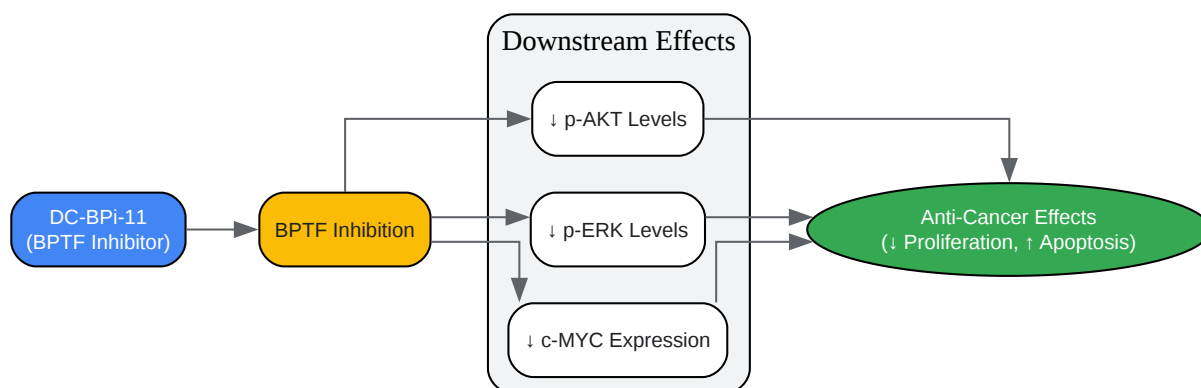 Downstream Effects
↓ p-AKT Levels
DC-BPi-11
(BPTF Inhibitor)
BPTF Inhibition
↓ p-ERK Levels
Anti-Cancer Effects
(↓ Proliferation, ↑ Apoptosis)
↓ c-MYC Expression